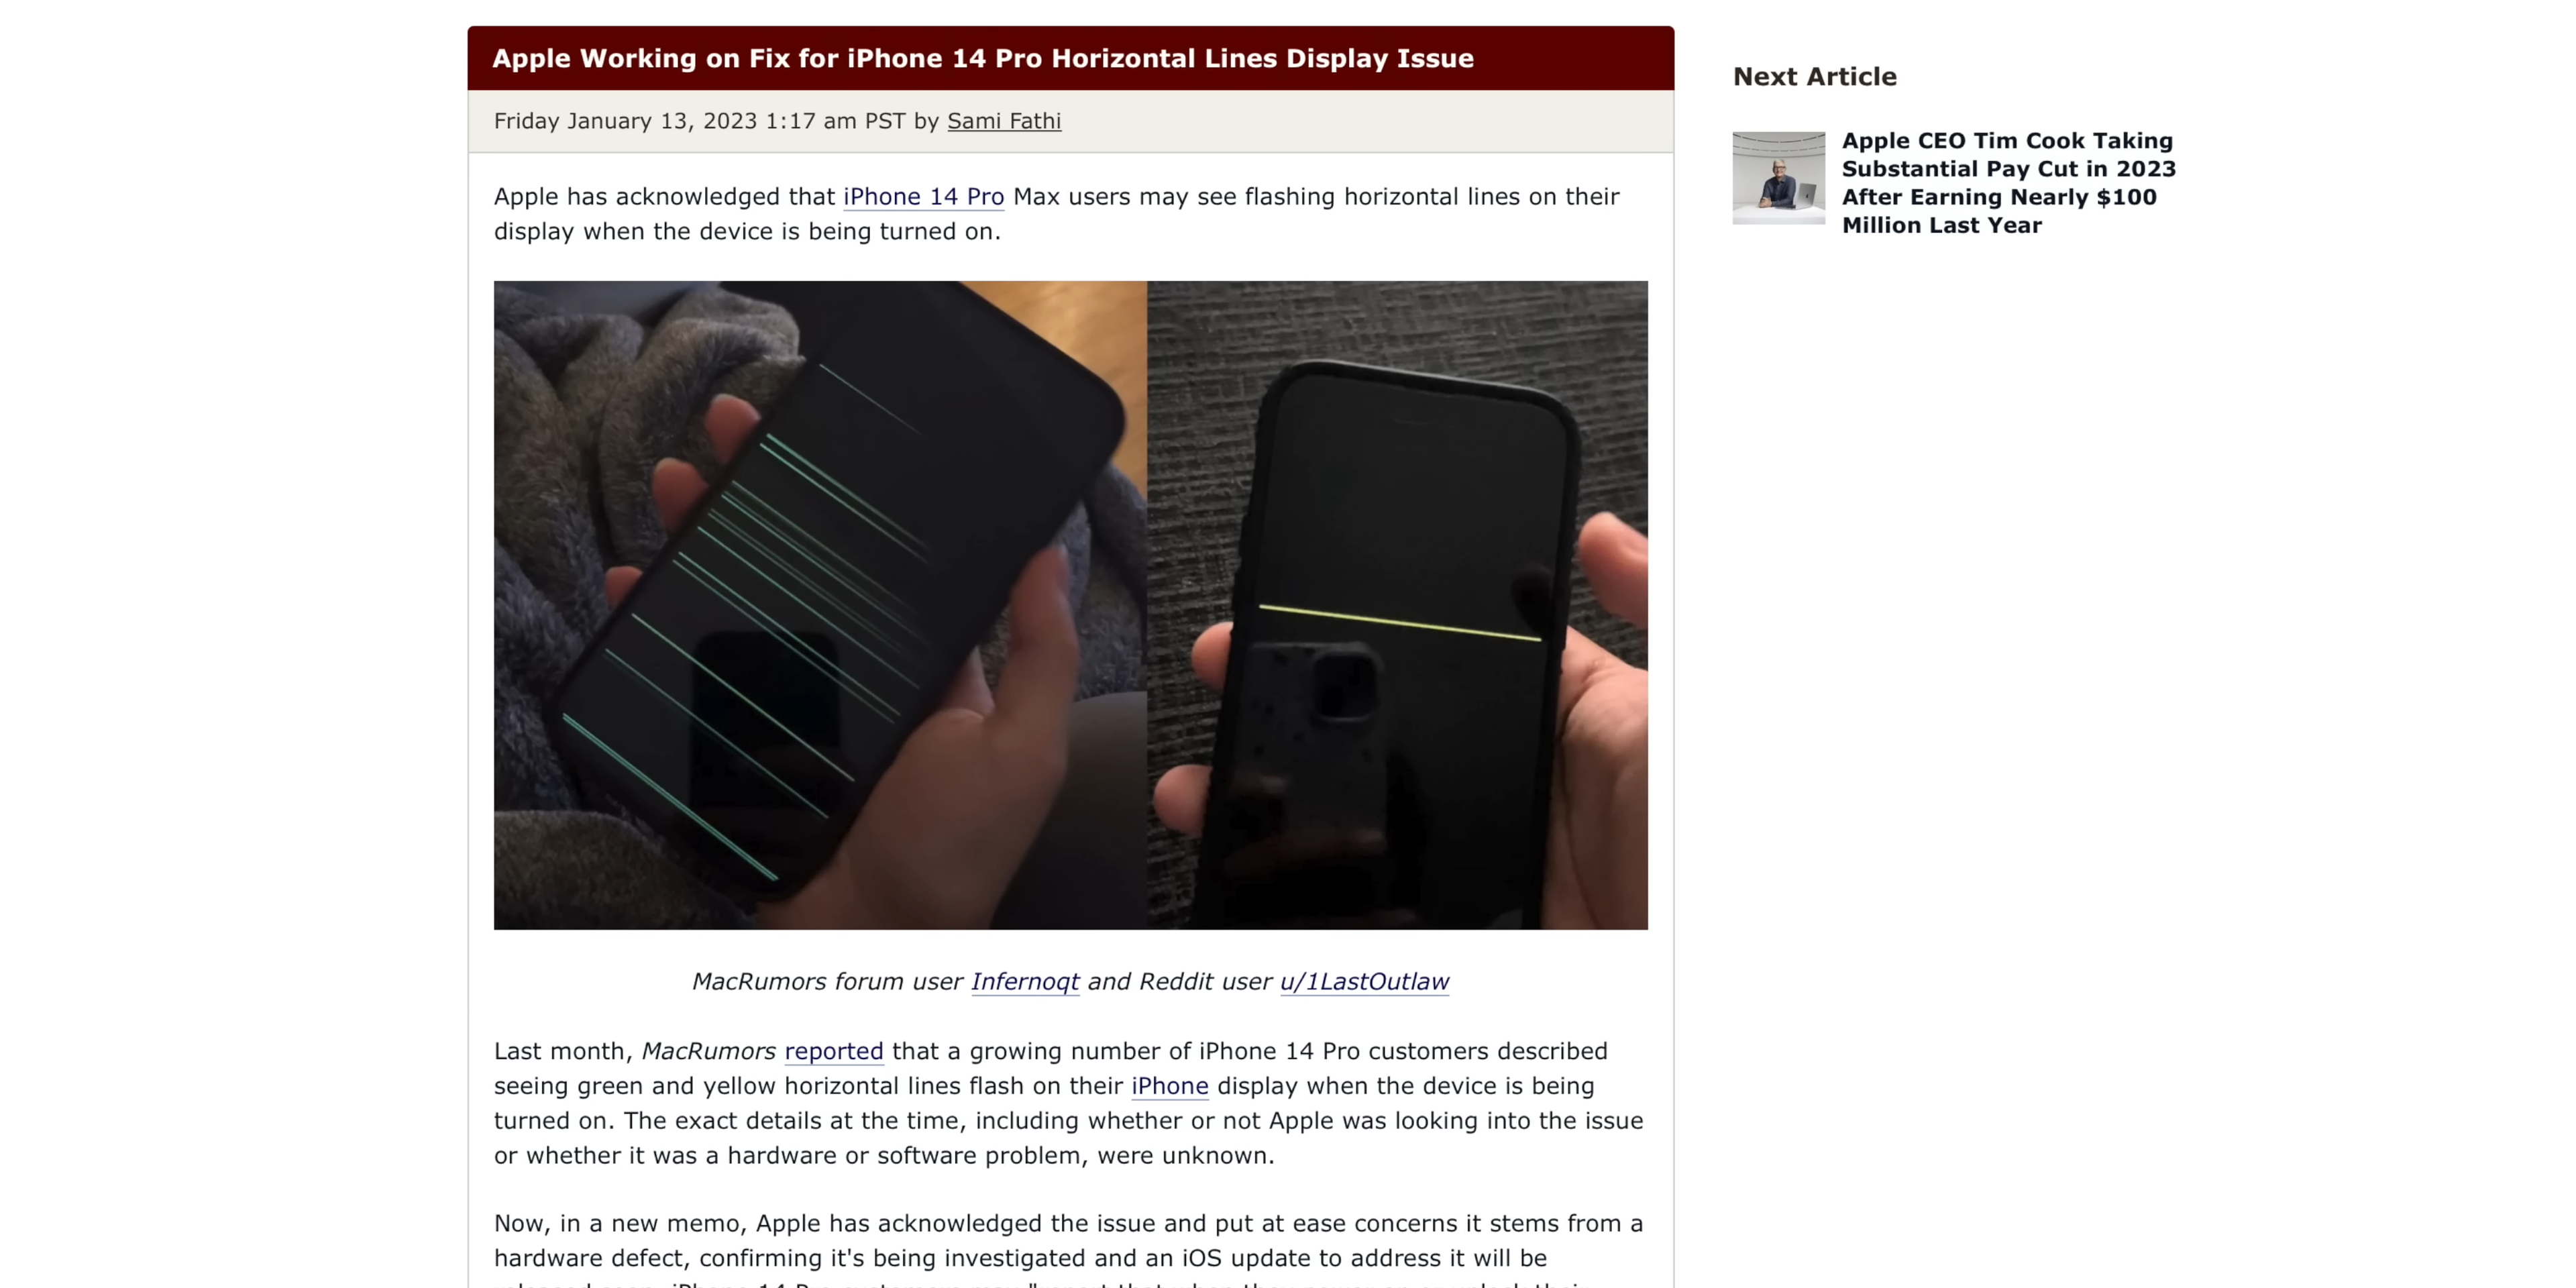 Apple Working on Fix for iPhone 14 Pro Horizontal Lines Display Issue
Friday January 13, 2023 1:17 am PST by Sami Fathi
Apple has acknowledged that iPhone 14 Pro Max users may see flashing horizontal lines on their
display when the device is being turned on.
MacRumors forum user Infernoqt and Reddit user u/1LastOutlaw
Last month, MacRumors reported that a growing number of iPhone 14 Pro customers described
seeing green and yellow horizontal lines flash on their iPhone display when the device is being
turned on. The exact details at the time, including whether or not Apple was looking into the issue
or whether it was a hardware or software problem, were unknown.
Now, in a new memo, Apple has acknowledged the issue and put at ease concerns it stems from a
hardware defect, confirming it's being investigated and an iOS update to address it will be
Next Article
Apple CEO Tim Cook Taking
Substantial Pay Cut in 2023
After Earning Nearly $100
Million Last Year